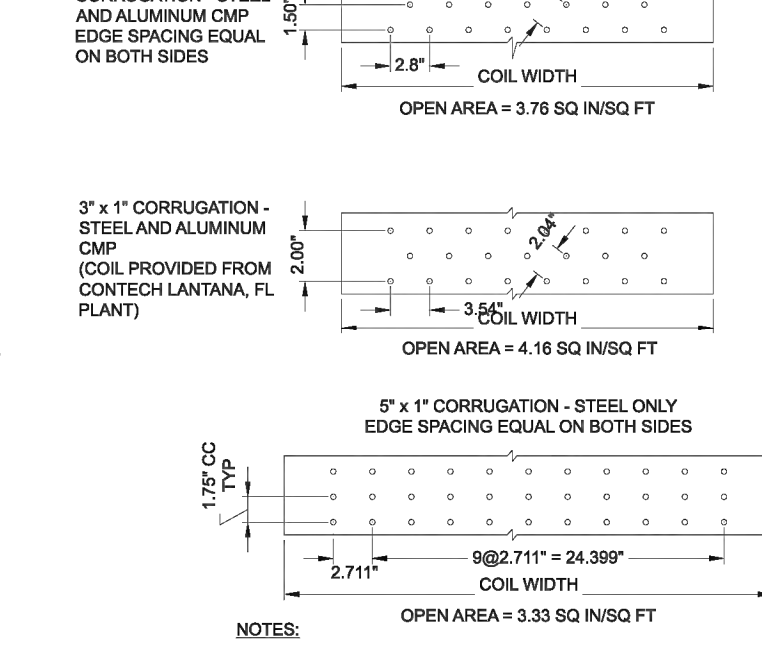 CORRUGATION - STEEL
AND ALUMINUM CMP
EDGE SPACING EQUAL
ON BOTH SIDES
1.50"
2.8"
COIL WIDTH
OPEN AREA = 3.76 SQ IN/SQ FT
3" x 1" CORRUGATION -
STEEL AND ALUMINUM
CMP
(COIL PROVIDED FROM
CONTECH LANTANA, FL
PLANT)
2.00"
2.04"
3.54"
COIL WIDTH
OPEN AREA = 4.16 SQ IN/SQ FT
5" x 1" CORRUGATION - STEEL ONLY
EDGE SPACING EQUAL ON BOTH SIDES
1.75" CC
TYP
9@2.711" = 24.399"
2.711"
COIL WIDTH
OPEN AREA = 3.33 SQ IN/SQ FT
NOTES: